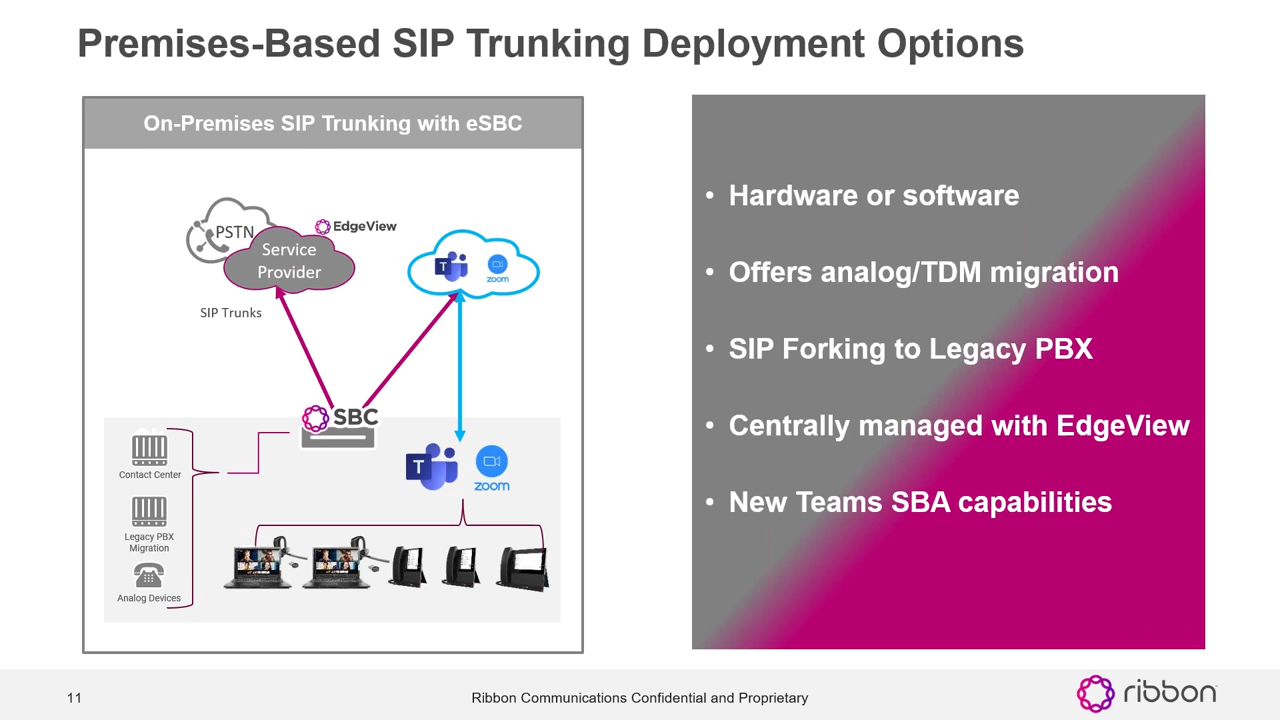 Premises-Based SIP Trunking Deployment Options
On-Premises SIP Trunking with eSBC
PSTN
EdgeView
Service
Provider
SIP Trunks
T
zoom
SBC
Contact Center
Legacy PBX
Migration
Analog Devices
T
zoom
• Hardware or software
• Offers analog/TDM migration
• SIP Forking to Legacy PBX
• Centrally managed with EdgeView
• New Teams SBA capabilities
11
Ribbon Communications Confidential and Proprietary
ribbon